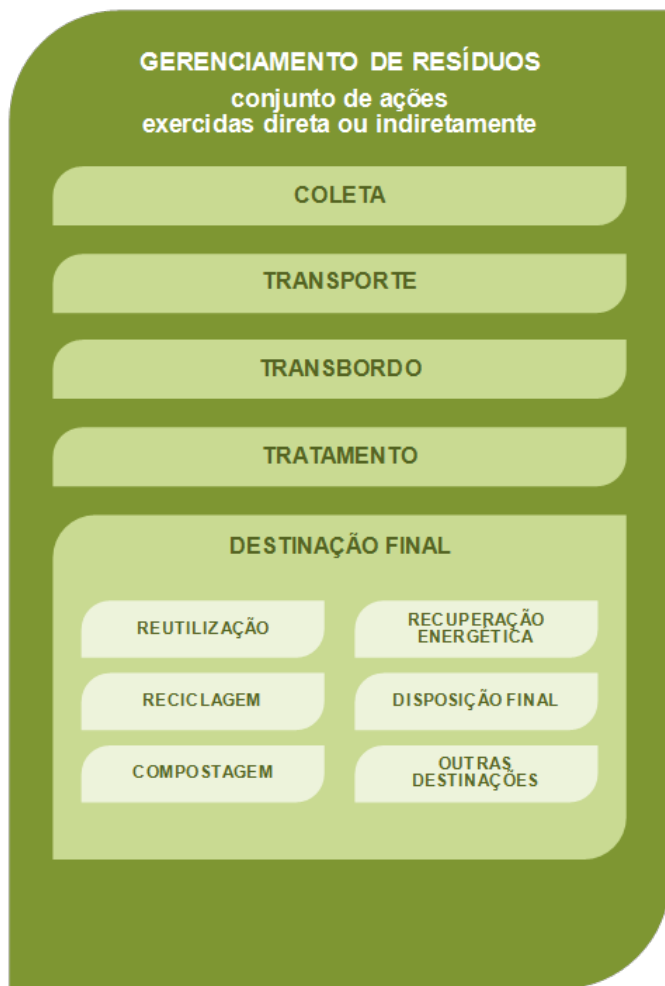 GERENCIAMENTO DE RESÍDUOS
conjunto de ações
exercidas direta ou indiretamente
COLETA
TRANSPORTE
TRANSBORDO
TRATAMENTO
DESTINAÇÃO FINAL
REUTILIZAÇÃO
RECUPERAÇÃO
ENERGÉTICA
RECICLAGEM
DISPOSIÇÃO FINAL
COMPOSTAGEM
OUTRAS
DESTINAÇÕES